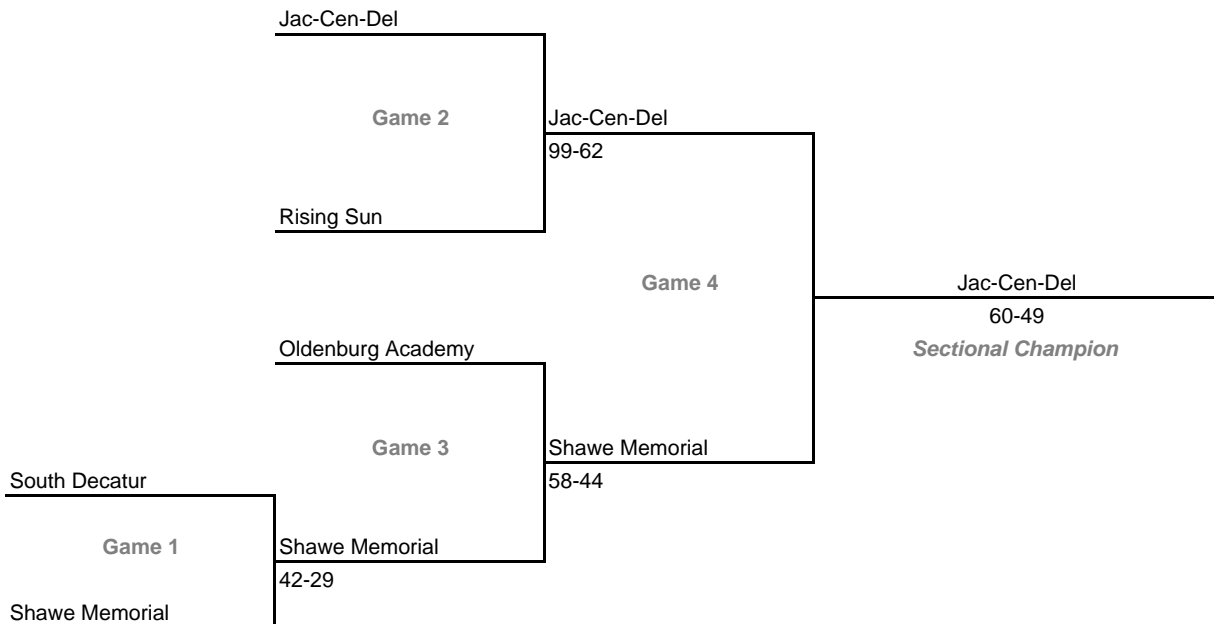 Jac-Cen-Del
Game 2
Jac-Cen-Del
99-62
Rising Sun
Game 4
Jac-Cen-Del
60-49
Oldenburg Academy
Sectional Champion
Game 3
Shawe Memorial
South Decatur
58-44
Game 1
Shawe Memorial
42-29
Shawe Memorial